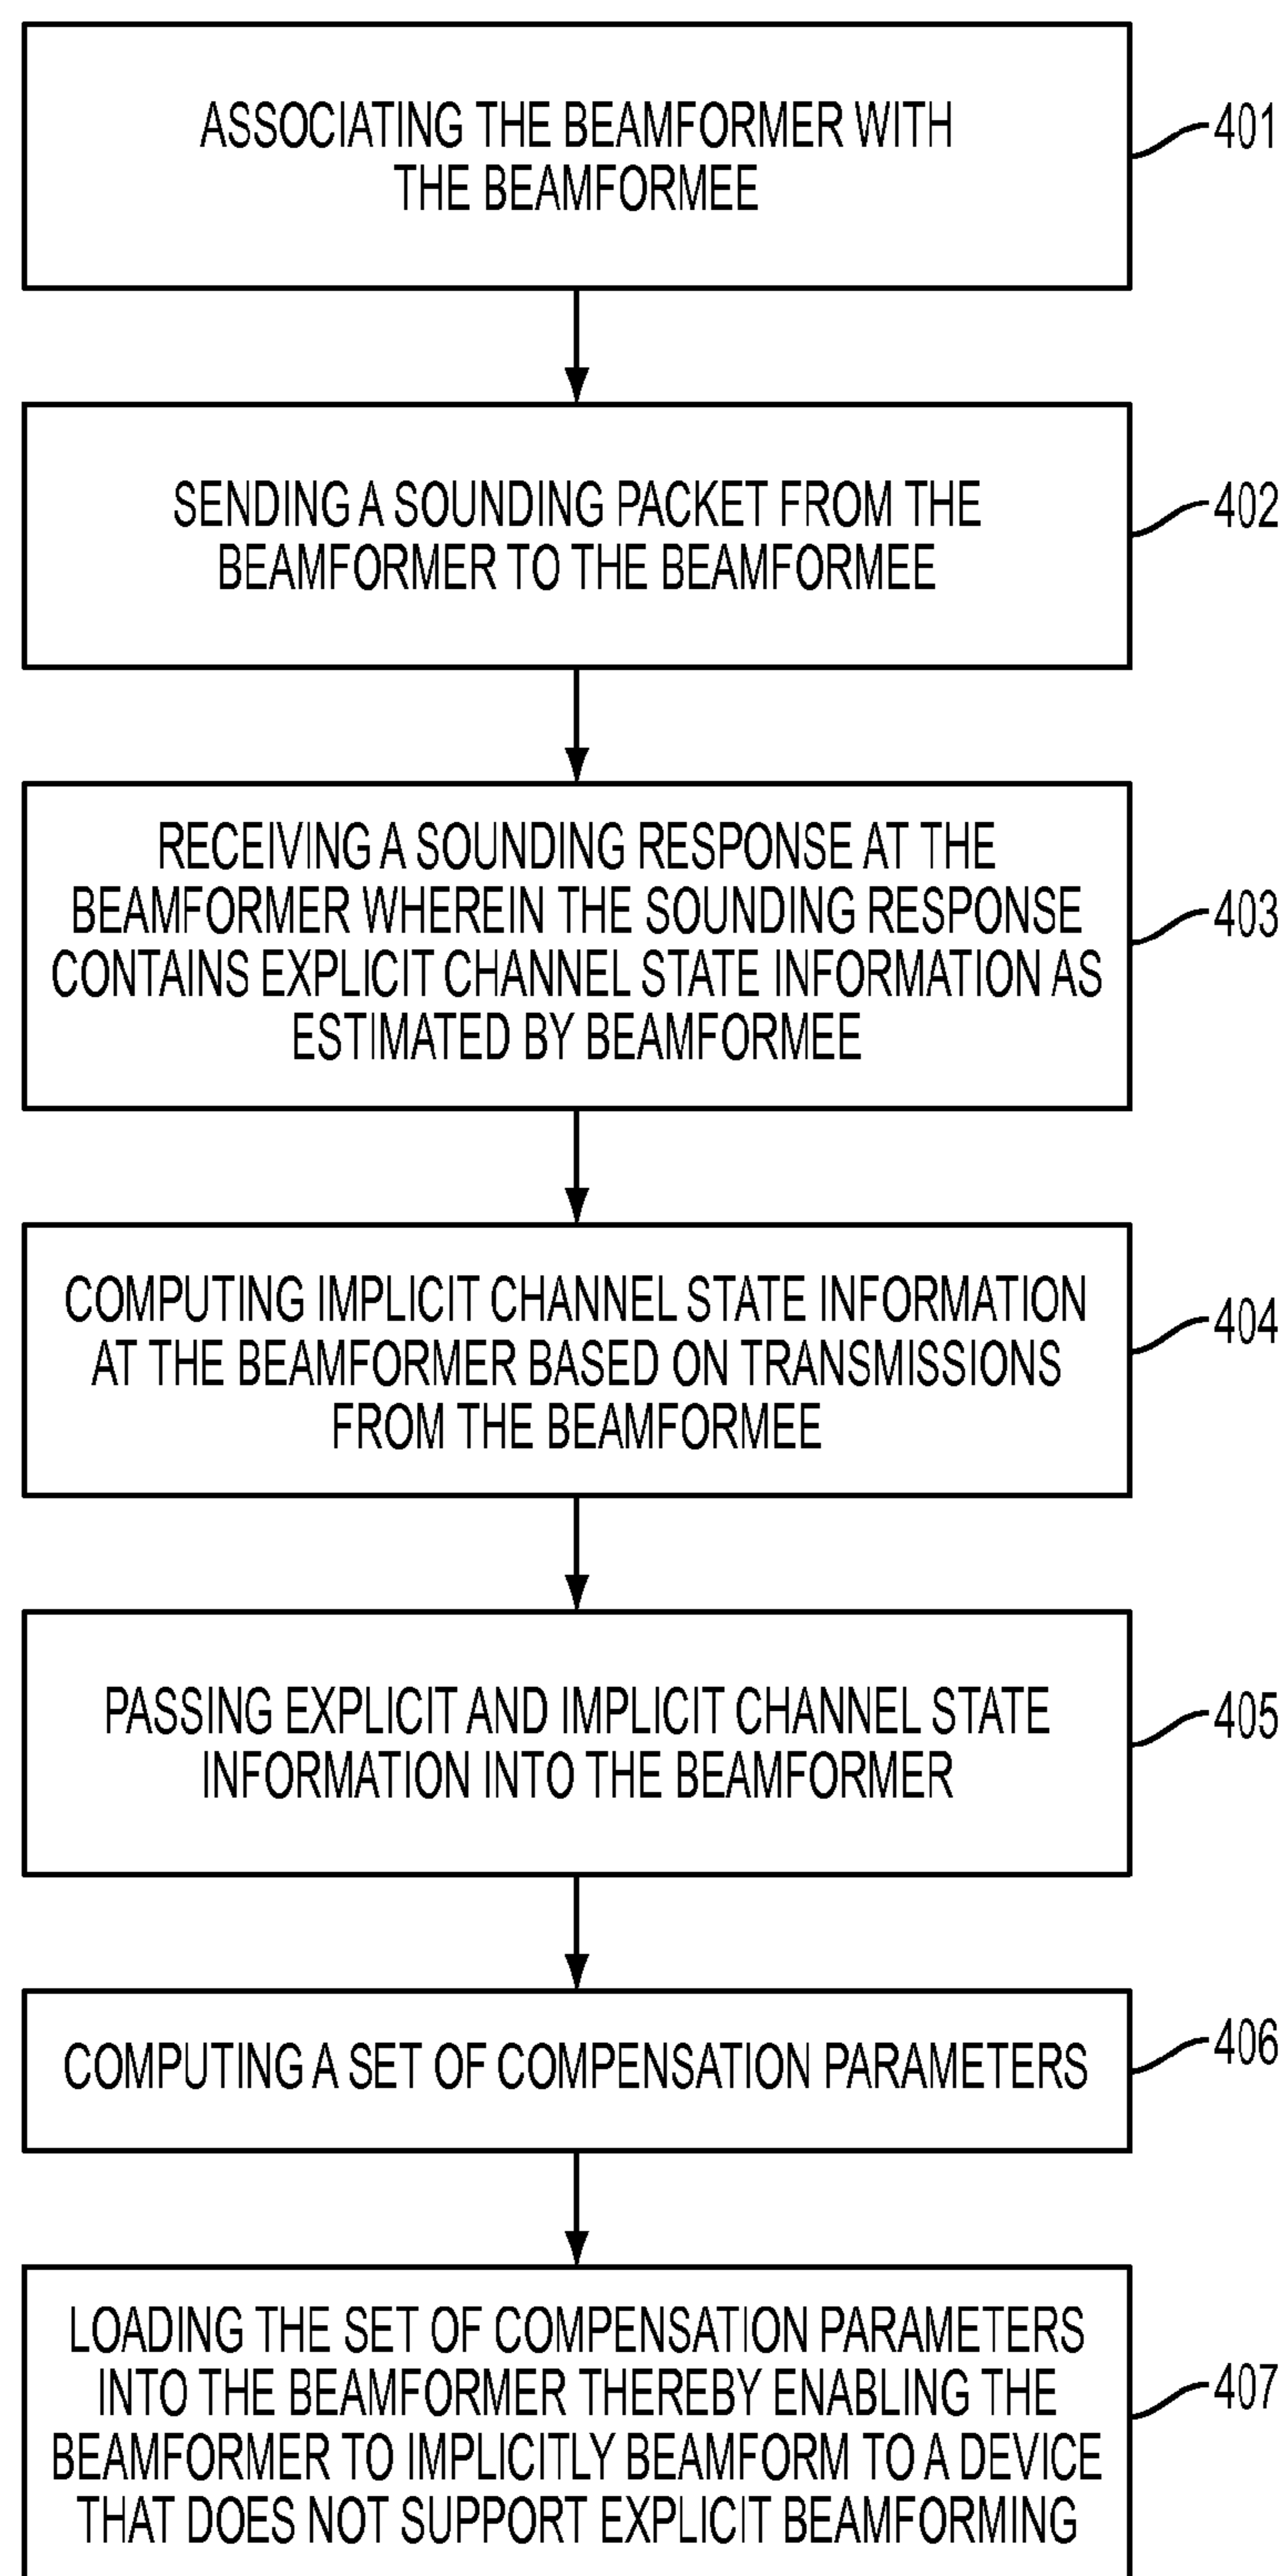 ASSOCIATING THE BEAMFORMER WITH
THE BEAMFORMEE
401
SENDING A SOUNDING PACKET FROM THE
BEAMFORMER TO THE BEAMFORMEE
402
RECEIVING A SOUNDING RESPONSE AT THE
BEAMFORMER WHEREIN THE SOUNDING RESPONSE
CONTAINS EXPLICIT CHANNEL STATE INFORMATION AS
ESTIMATED BY BEAMFORMEE
403
COMPUTING IMPLICIT CHANNEL STATE INFORMATION
AT THE BEAMFORMER BASED ON TRANSMISSIONS
FROM THE BEAMFORMEE
404
PASSING EXPLICIT AND IMPLICIT CHANNEL STATE
INFORMATION INTO THE BEAMFORMER
405
COMPUTING A SET OF COMPENSATION PARAMETERS
406
LOADING THE SET OF COMPENSATION PARAMETERS
INTO THE BEAMFORMER THEREBY ENABLING THE
BEAMFORMER TO IMPLICITLY BEAMFORM TO A DEVICE
THAT DOES NOT SUPPORT EXPLICIT BEAMFORMING
407